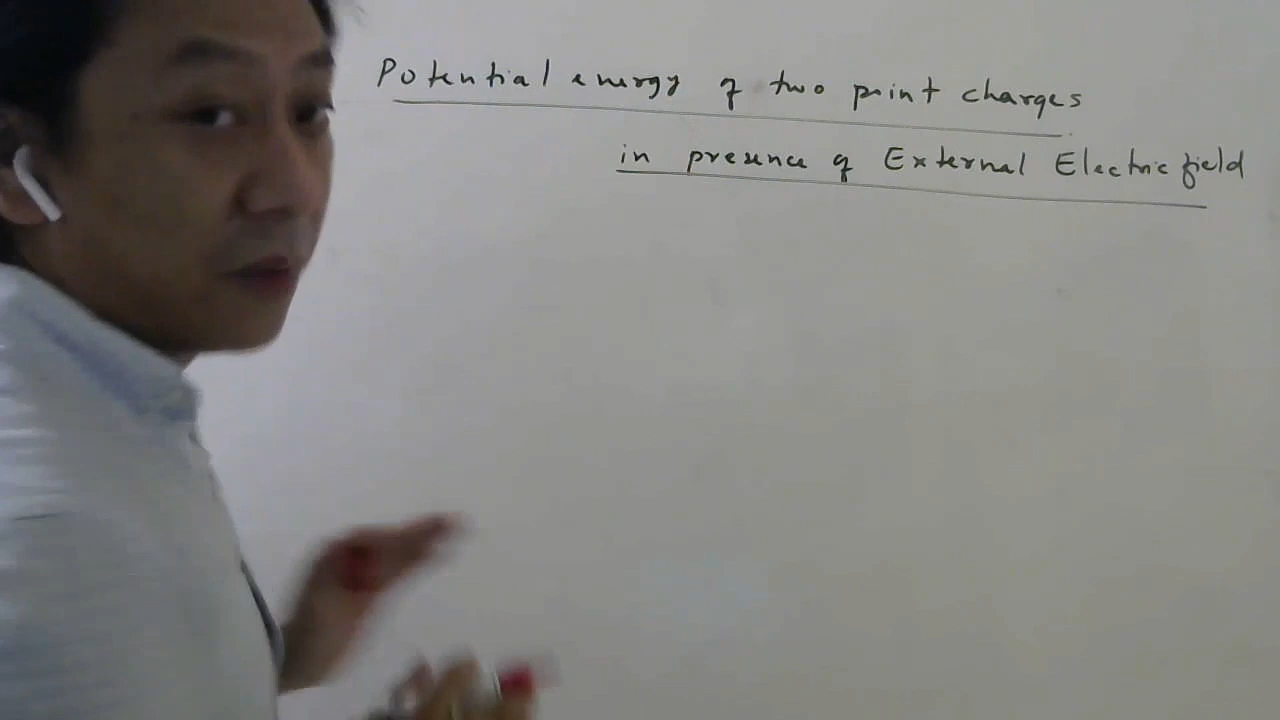 Potential energy of two point charges
in presence of External Electric field